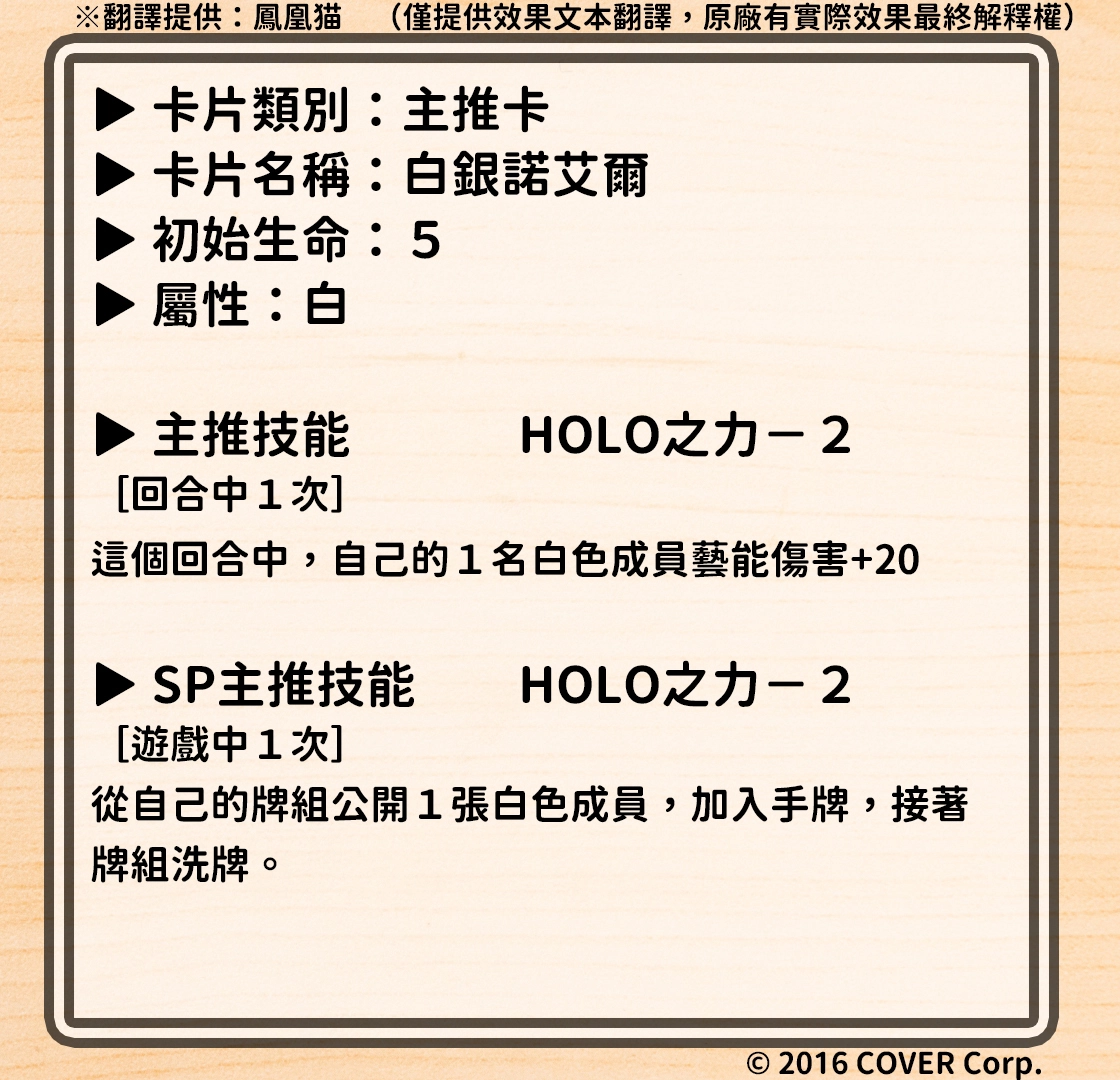 ※翻譯提供：鳳凰猫　（僅提供效果文本翻譯，原廠有實際效果最終解釋權）
▶ 卡片類別：主推卡
▶ 卡片名稱：白銀諾艾爾
▶ 初始生命：５
▶ 屬性：白
▶ 主推技能　　　HOLO之力－２
［回合中１次］
這個回合中，自己的１名白色成員藝能傷害+20
▶ SP主推技能　　HOLO之力－２
［遊戲中１次］
從自己的牌組公開１張白色成員，加入手牌，接著
牌組洗牌。
© 2016 COVER Corp.